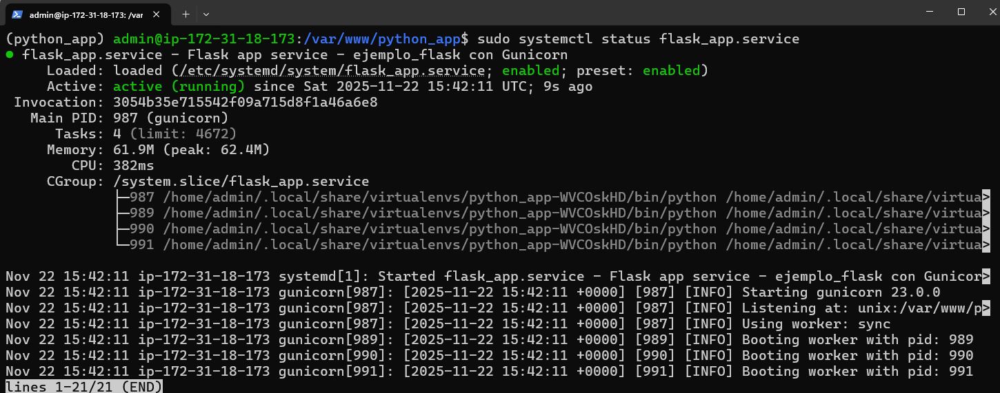 admin@ip-172-31-18-173: /var
(python_app) admin@ip-172-31-18-173:/var/www/python_app$ sudo systemctl status flask_app.service
● flask_app.service - Flask app service - ejemplo_flask con Gunicorn
     Loaded: loaded (/etc/systemd/system/flask_app.service; enabled; preset: enabled)
     Active: active (running) since Sat 2025-11-22 15:42:11 UTC; 9s ago
 Invocation: 3054b35e715542f09a715d8f1a46a6e8
   Main PID: 987 (gunicorn)
      Tasks: 4 (limit: 4672)
     Memory: 61.9M (peak: 62.4M)
        CPU: 382ms
     CGroup: /system.slice/flask_app.service
             ├─987 /home/admin/.local/share/virtualenvs/python_app-WVCOskHD/bin/python /home/admin/.local/share/virtua>
             ├─989 /home/admin/.local/share/virtualenvs/python_app-WVCOskHD/bin/python /home/admin/.local/share/virtua>
             ├─990 /home/admin/.local/share/virtualenvs/python_app-WVCOskHD/bin/python /home/admin/.local/share/virtua>
             └─991 /home/admin/.local/share/virtualenvs/python_app-WVCOskHD/bin/python /home/admin/.local/share/virtua>
Nov 22 15:42:11 ip-172-31-18-173 systemd[1]: Started flask_app.service - Flask app service - ejemplo_flask con Gunicor>
Nov 22 15:42:11 ip-172-31-18-173 gunicorn[987]: [2025-11-22 15:42:11 +0000] [987] [INFO] Starting gunicorn 23.0.0
Nov 22 15:42:11 ip-172-31-18-173 gunicorn[987]: [2025-11-22 15:42:11 +0000] [987] [INFO] Listening at: unix:/var/www/p>
Nov 22 15:42:11 ip-172-31-18-173 gunicorn[987]: [2025-11-22 15:42:11 +0000] [987] [INFO] Using worker: sync
Nov 22 15:42:11 ip-172-31-18-173 gunicorn[989]: [2025-11-22 15:42:11 +0000] [989] [INFO] Booting worker with pid: 989
Nov 22 15:42:11 ip-172-31-18-173 gunicorn[990]: [2025-11-22 15:42:11 +0000] [990] [INFO] Booting worker with pid: 990
Nov 22 15:42:11 ip-172-31-18-173 gunicorn[991]: [2025-11-22 15:42:11 +0000] [991] [INFO] Booting worker with pid: 991
lines 1-21/21 (END)